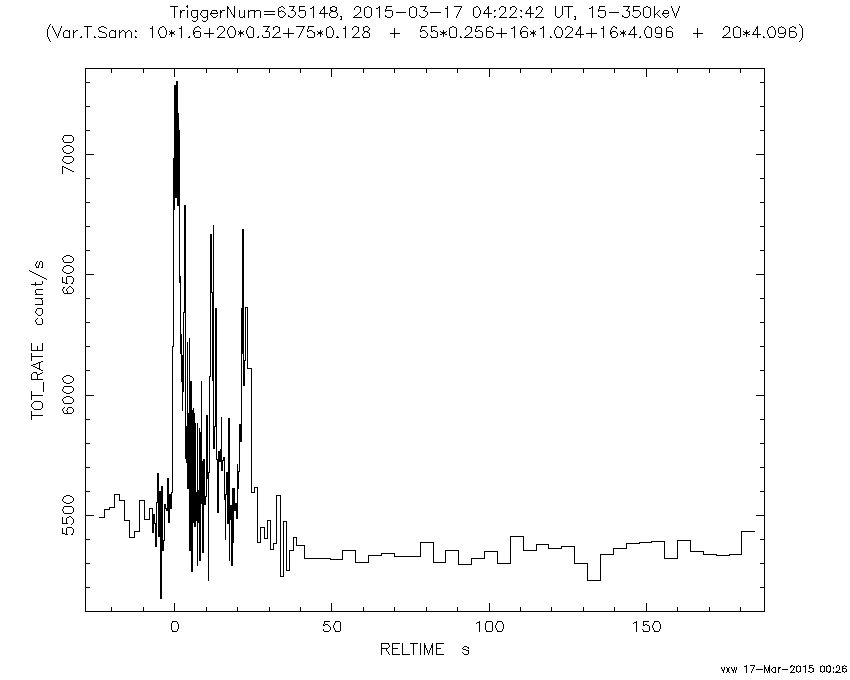 TriggerNum=635148, 2015-03-17 04:22:42 UT, 15-350keV
(Var.T.Sam: 10*1.6+20*0.32+75*0.128 + 55*0.256+16*1.024+16*4.096 + 20*4.096)
7000
6500
6000
5500
TOT_RATE count/s
0 50 100 150
RELTIME s
vxw 17-Mar-2015 00:26